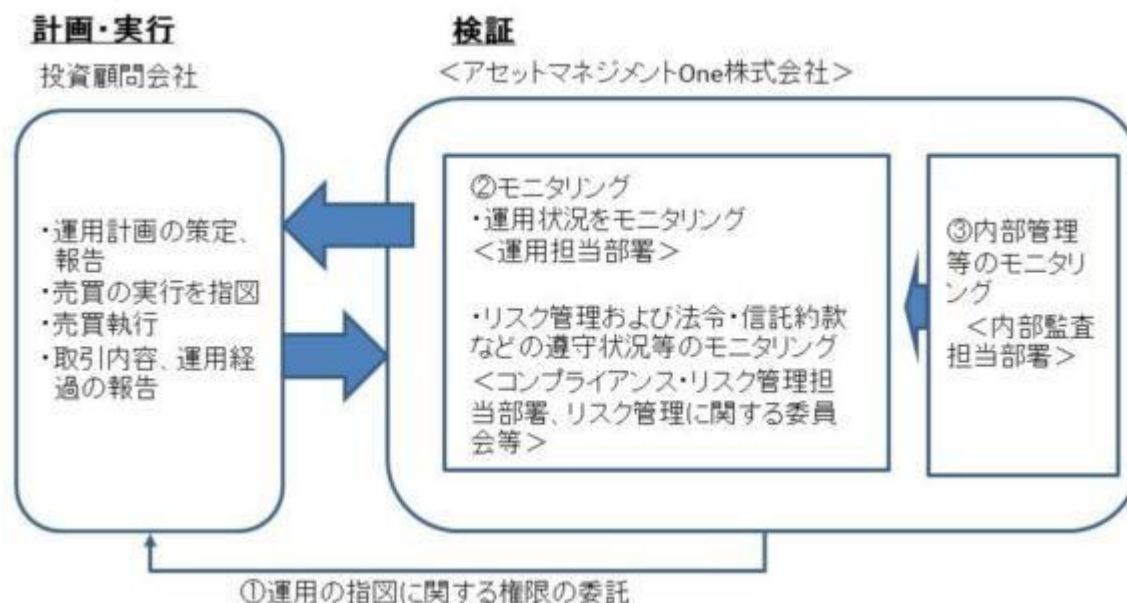 計画・実行
投資顧問会社
・運用計画の策定、
報告
・売買の実行を指図
・売買執行
・取引内容、運用経
過の報告
検証
＜アセットマネジメントOne株式会社＞
②モニタリング
・運用状況をモニタリング
＜運用担当部署＞
・リスク管理および法令・信託約款
などの遵守状況等のモニタリング
＜コンプライアンス・リスク管理担
当部署、リスク管理に関する委員
会等＞
③内部管理
等のモニタリ
ング
＜内部監査
担当部署＞
①運用の指図に関する権限の委託